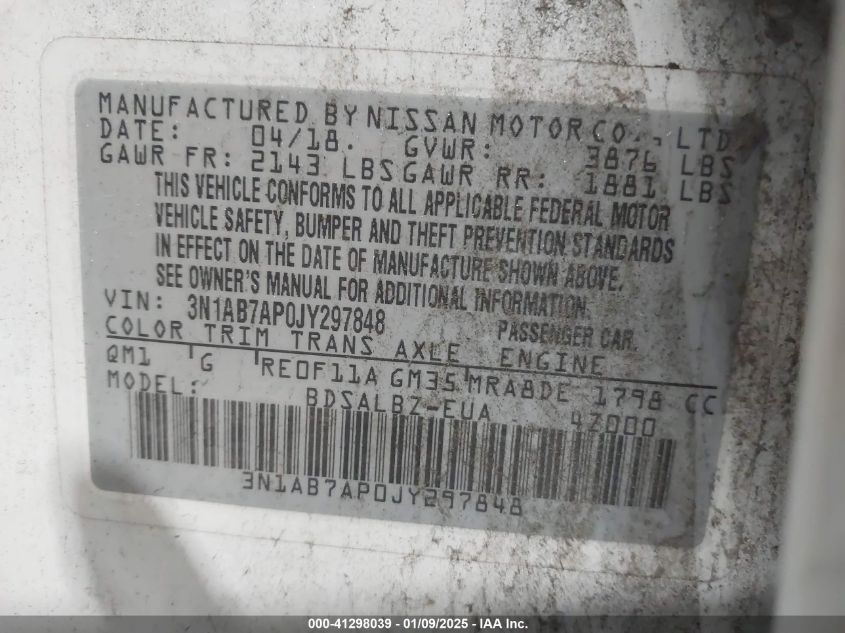 MANUFACTURED BY NISSAN MOTOR CO., LTD
DATE: 04/18. GVWR: 3876 LBS
GAWR FR: 2143 LBS GAWR RR: 1881 LBS
THIS VEHICLE CONFORMS TO ALL APPLICABLE FEDERAL MOTOR
VEHICLE SAFETY, BUMPER AND THEFT PREVENTION STANDARDS
IN EFFECT ON THE DATE OF MANUFACTURE SHOWN ABOVE.
SEE OWNER'S MANUAL FOR ADDITIONAL INFORMATION.
VIN: 3N1AB7AP0JY297848 PASSENGER CAR.
COLOR TRIM TRANS AXLE ENGINE
QM1 G RE0F11A GM35 MRA8DE 1798 CC
MODEL: BDSALBZ-EUA 4Z000
3N1AB7AP0JY297848
000-41298039 - 01/09/2025 - IAA Inc.